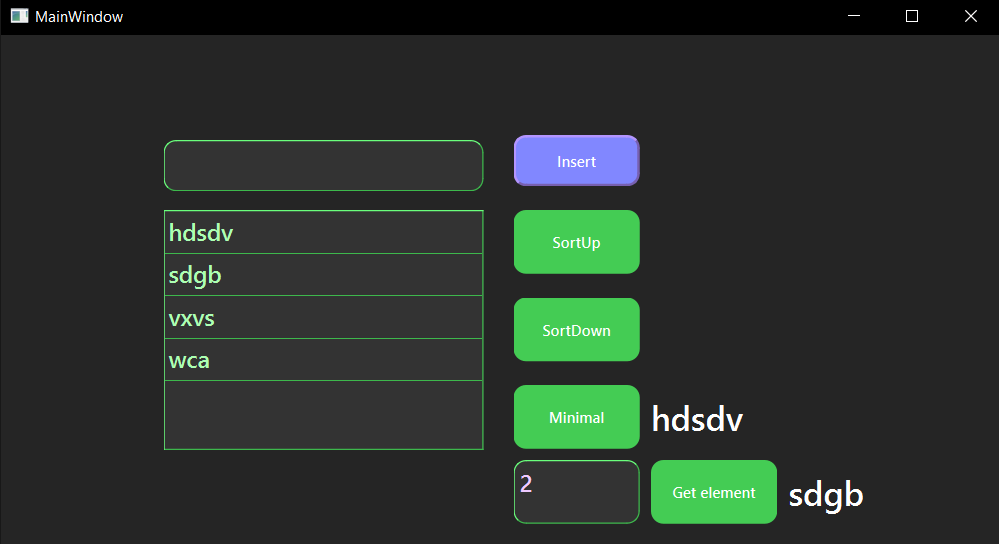 MainWindow
Insert
hdsdv
SortUp
sdgb
vxvs
SortDown
wca
Minimal
hdsdv
2
Get element
sdgb